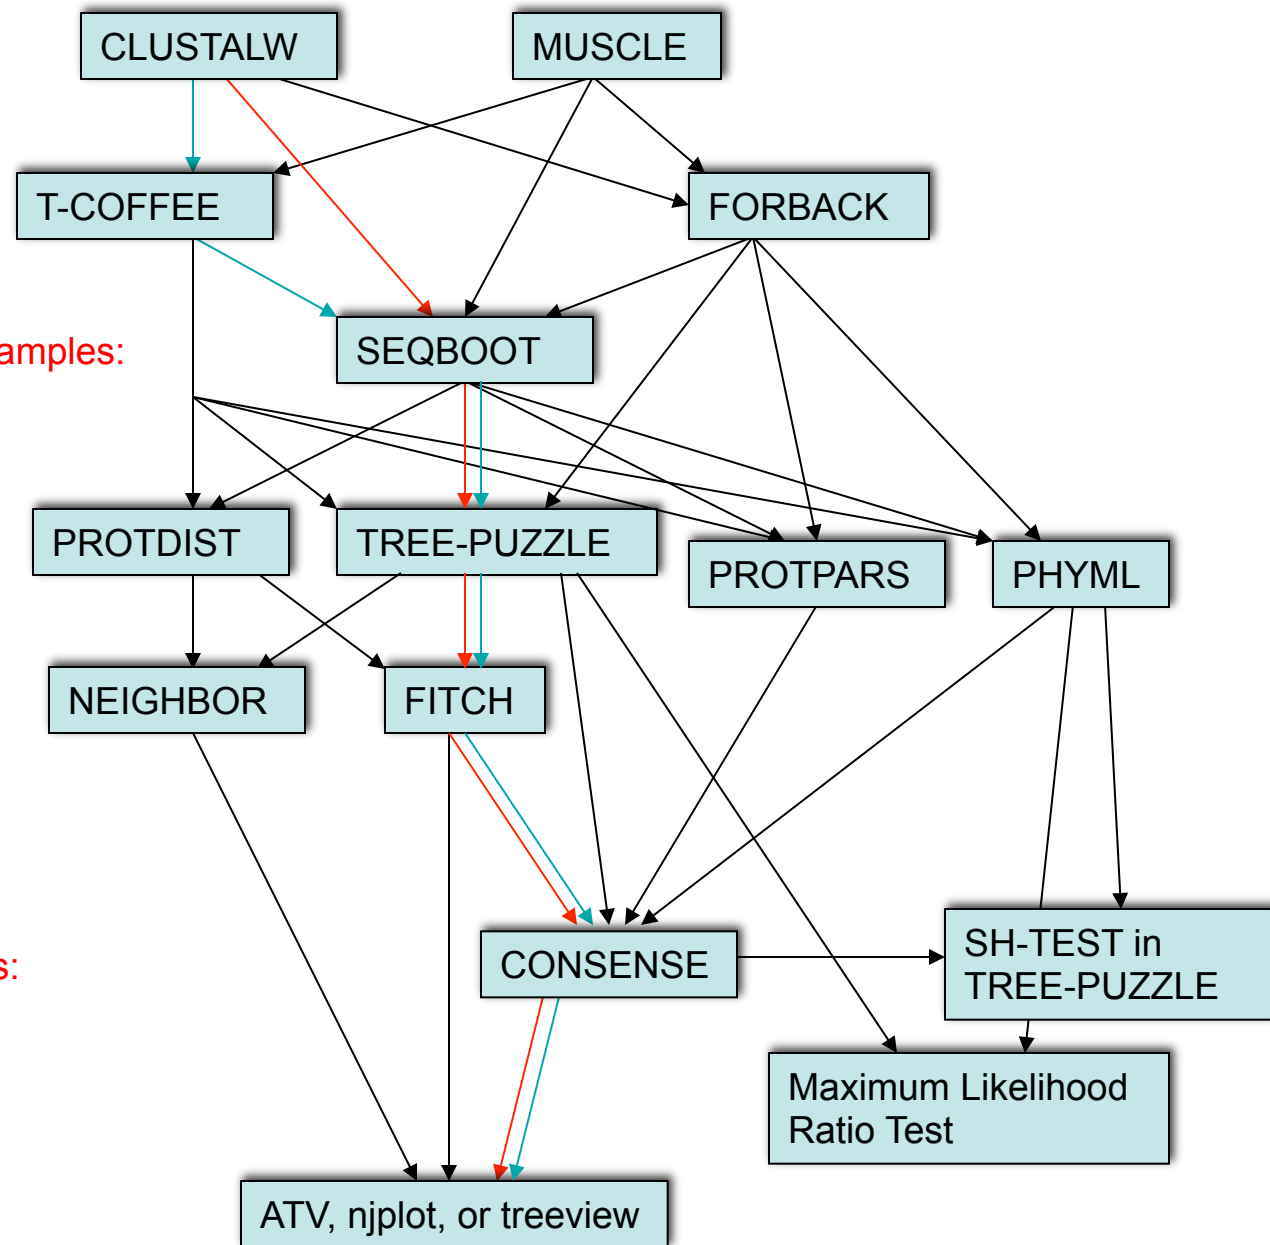 CLUSTALW
MUSCLE
T-COFFEE
FORBACK
SEQBOOT
amples:
PROTDIST
TREE-PUZZLE
PROTPARS
PHYML
NEIGHBOR
FITCH
CONSENSE
SH-TEST in
TREE-PUZZLE
s:
Maximum Likelihood
Ratio Test
ATV, njplot, or treeview